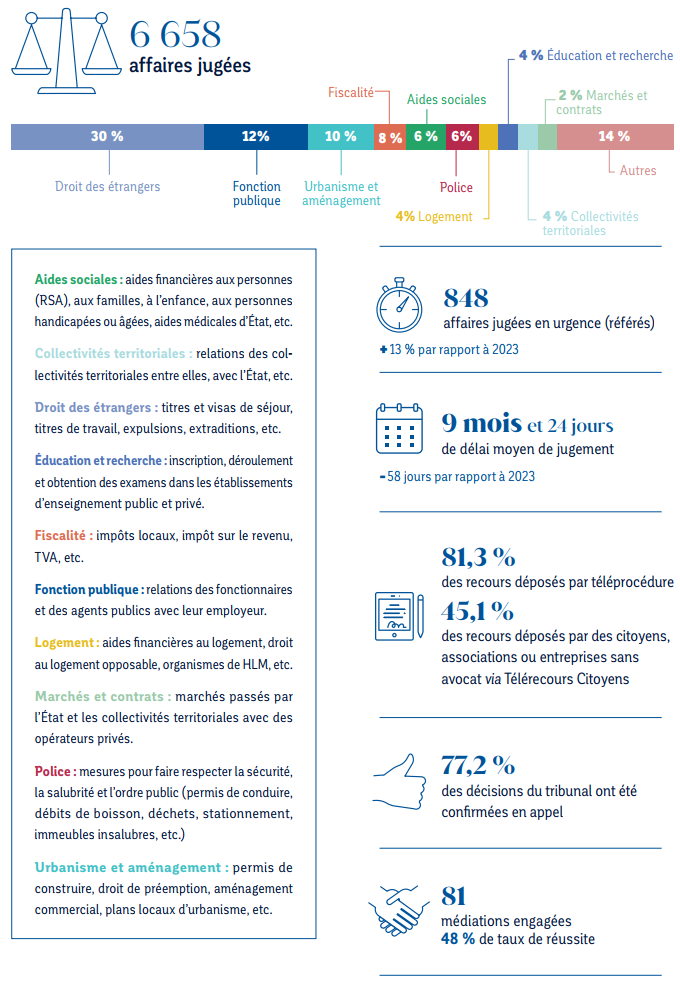 6 658
affaires jugées
4 % Éducation et recherche
Fiscalité
Aides sociales
2 % Marchés et
contrats
30 %
12%
10 %
8 %
6 %
6%
14 %
Droit des étrangers
Fonction
publique
Urbanisme et
aménagement
Police
Autres
4% Logement
4 % Collectivités
territoriales
Aides sociales : aides financières aux personnes
(RSA), aux familles, à l'enfance, aux personnes
handicapées ou âgées, aides médicales d'État, etc.
Collectivités territoriales : relations des col-
lectivités territoriales entre elles, avec l'État, etc.
Droit des étrangers : titres et visas de séjour,
titres de travail, expulsions, extraditions, etc.
Éducation et recherche : inscription, déroulement
et obtention des examens dans les établissements
d'enseignement public et privé.
Fiscalité : impôts locaux, impôt sur le revenu,
TVA, etc.
Fonction publique : relations des fonctionnaires
et des agents publics avec leur employeur.
Logement : aides financières au logement, droit
au logement opposable, organismes de HLM, etc.
Marchés et contrats : marchés passés par
l'État et les collectivités territoriales avec des
opérateurs privés.
Police : mesures pour faire respecter la sécurité,
la salubrité et l'ordre public (permis de conduire,
débits de boisson, déchets, stationnement,
immeubles insalubres, etc.)
Urbanisme et aménagement : permis de
construire, droit de préemption, aménagement
commercial, plans locaux d'urbanisme, etc.
848
affaires jugées en urgence (référés)
+ 13 % par rapport à 2023
9 mois et 24 jours
de délai moyen de jugement
- 58 jours par rapport à 2023
81,3 %
des recours déposés par téléprocédure
45,1 %
des recours déposés par des citoyens,
associations ou entreprises sans
avocat via Télérecours Citoyens
77,2 %
des décisions du tribunal ont été
confirmées en appel
81
médiations engagées
48 % de taux de réussite